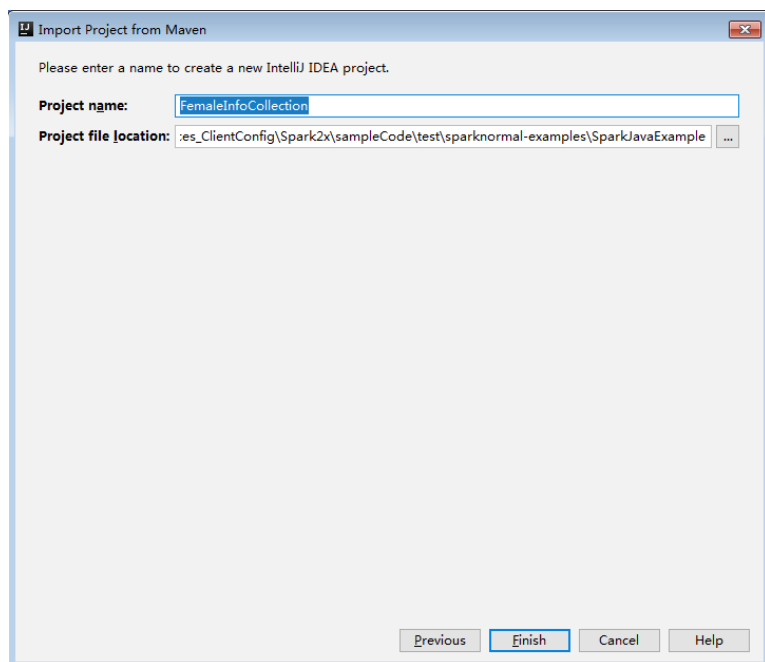 Import Project from Maven
Please enter a name to create a new IntelliJ IDEA project.
Project name: FemaleInfoCollection
Project file location: :es_ClientConfig\Spark2x\sampleCode\test\sparknormal-examples\SparkJavaExample ...
Previous Finish Cancel Help